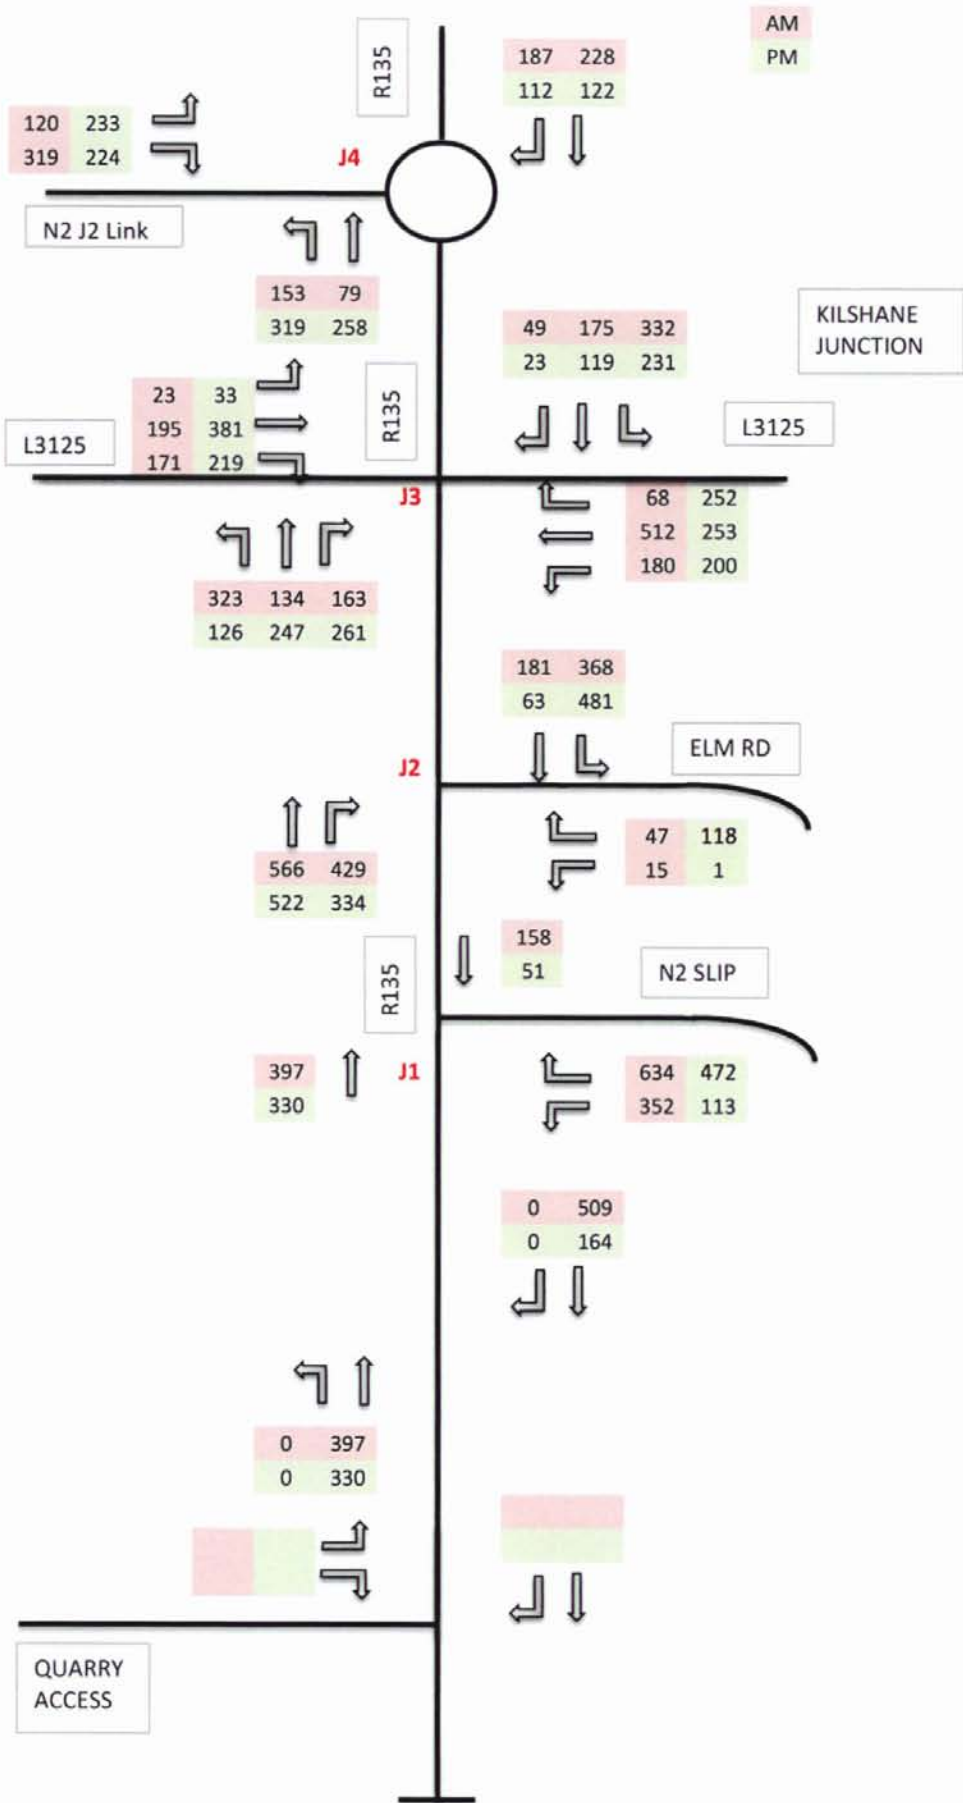 AM
PM
R135
187 228
112 122
120 233
319 224
J4
N2 J2 Link
153 79
319 258
49 175 332
23 119 231
KILSHANE
JUNCTION
R135
23 33
195 381
171 219
L3125
L3125
J3
68 252
512 253
180 200
323 134 163
126 247 261
181 368
63 481
ELM RD
J2
47 118
15 1
566 429
522 334
158
51
R135
N2 SLIP
397
330
J1
634 472
352 113
0 509
0 164
0 397
0 330
QUARRY
ACCESS